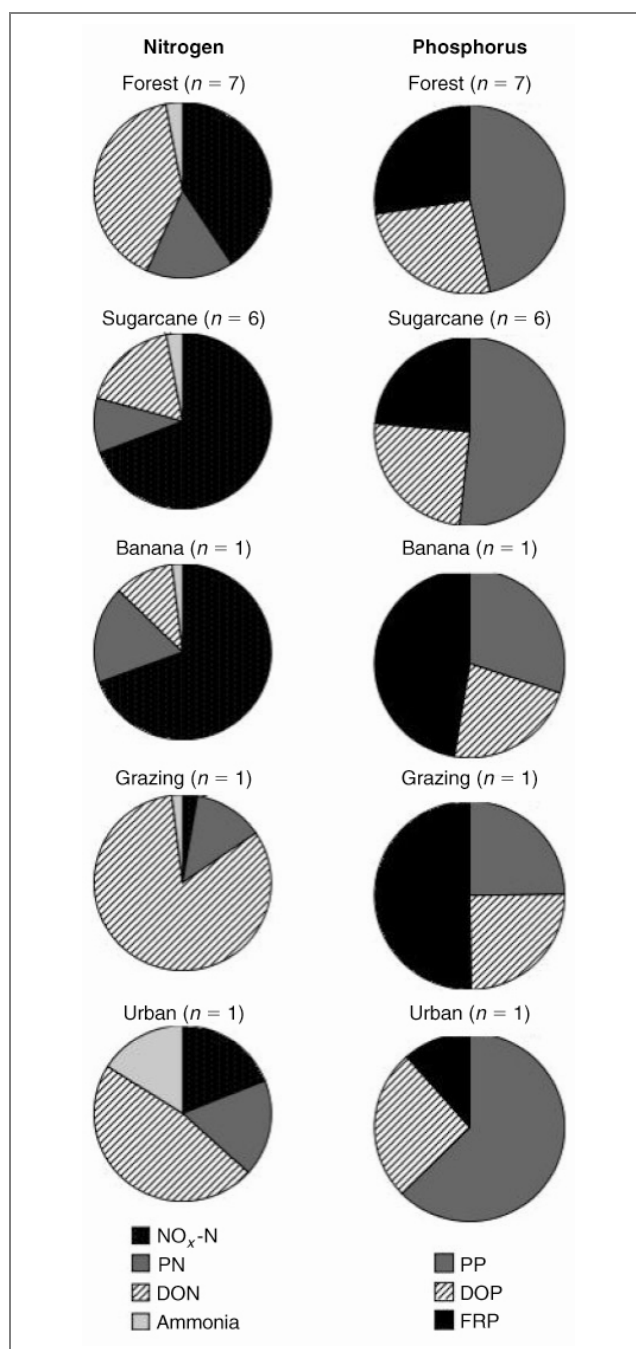 Nitrogen
Phosphorus
Forest (n = 7)
Forest (n = 7)
Sugarcane (n = 6)
Sugarcane (n = 6)
Banana (n = 1)
Banana (n = 1)
Grazing (n = 1)
Grazing (n = 1)
Urban (n = 1)
Urban (n = 1)
NOx-N
PN
DON
Ammonia
PP
DOP
FRP